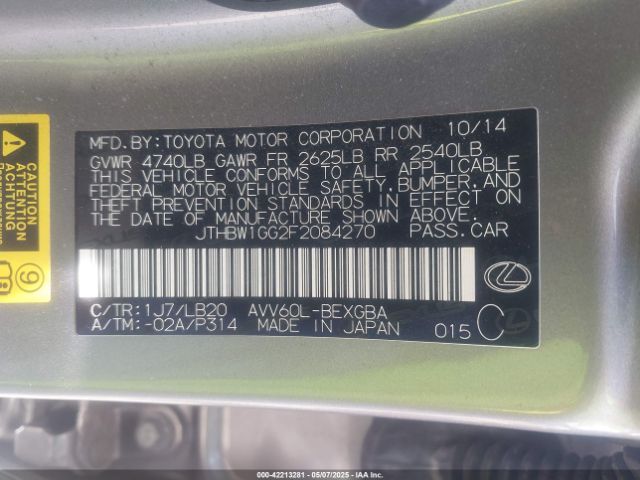 MFD.BY:TOYOTA MOTOR CORPORATION 10/14
GVWR 4740LB GAWR FR 2625LB RR 2540LB
THIS VEHICLE CONFORMS TO ALL APPLICABLE
FEDERAL MOTOR VEHICLE SAFETY,BUMPER,AND
THEFT PREVENTION STANDARDS IN EFFECT ON
THE DATE OF MANUFACTURE SHOWN ABOVE.
JTHBW1GG2F2084270 PASS.CAR
C/TR:1J7/LB20 AVV60L-BEXGBA
A/TM:-02A/P314 MADE IN JAPAN 015 C
9
000-42213281 - 05/07/2025 - IAA Inc.